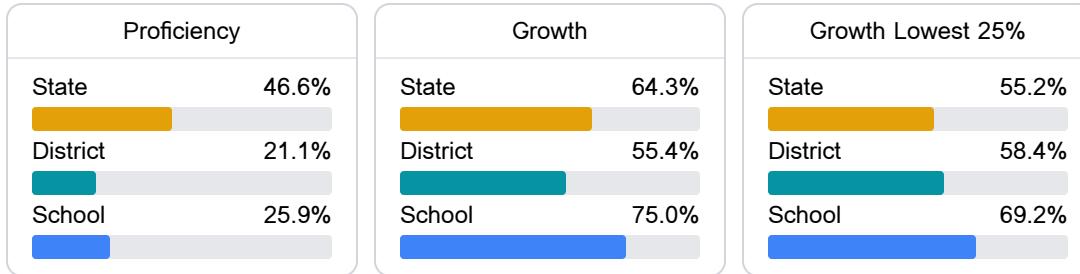 Proficiency
State 46.6%
District 21.1%
School 25.9%
Growth
State 64.3%
District 55.4%
School 75.0%
Growth Lowest 25%
State 55.2%
District 58.4%
School 69.2%